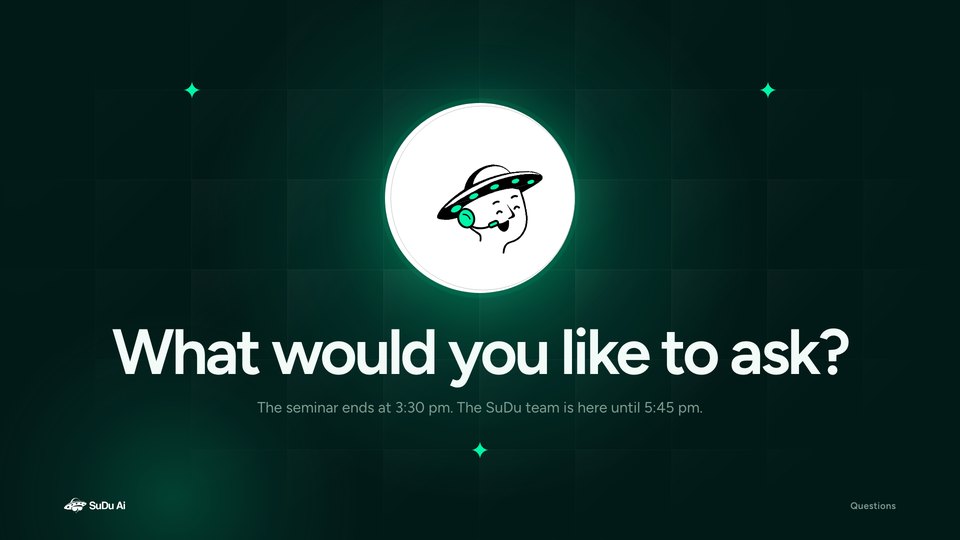 What would you like to ask?
The seminar ends at 3:30 pm. The SuDu team is here until 5:45 pm.
SuDu Ai
Questions